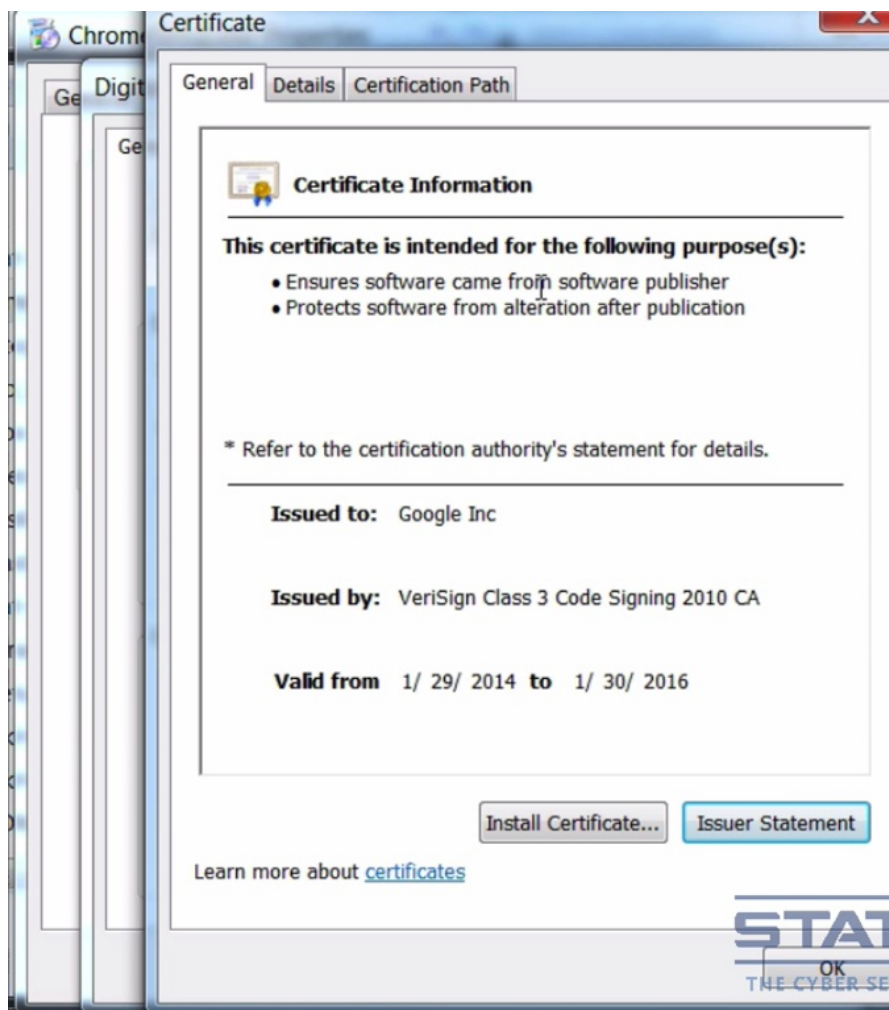 Chrom
Certificate
Ge
Digit
General
Details
Certification Path
Ge
Certificate Information
This certificate is intended for the following purpose(s):
• Ensures software came from software publisher
• Protects software from alteration after publication
* Refer to the certification authority's statement for details.
Issued to: Google Inc
Issued by: VeriSign Class 3 Code Signing 2010 CA
Valid from 1/ 29/ 2014 to 1/ 30/ 2016
Install Certificate...
Issuer Statement
Learn more about certificates
STAT
OK
THE CYBER SE